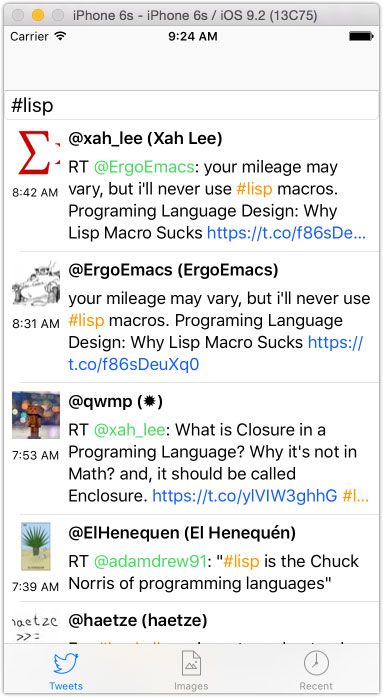 iPhone 6s - iPhone 6s / iOS 9.2 (13C75)
Carrier 9:24 AM
#lisp
@xah_lee (Xah Lee)
8:42 AM
RT @ErgoEmacs: your mileage may
vary, but i'll never use #lisp macros.
Programing Language Design: Why
Lisp Macro Sucks https://t.co/f86sDe...
@ErgoEmacs (ErgoEmacs)
8:31 AM
your mileage may vary, but i'll never use
#lisp macros. Programing Language
Design: Why Lisp Macro Sucks https://
t.co/f86sDeuXq0
@qwmp (✹)
7:53 AM
RT @xah_lee: What is Closure in a
Programing Language? Why it's not in
Math? and, it should be called
Enclosure. https://t.co/ylVIW3ghhG #l...
@ElHenequen (El Henequén)
7:39 AM
RT @adamdrew91: "#lisp is the Chuck
Norris of programming languages"
@haetze (haetze)
haetze
>>=
Tweets
Images
Recent